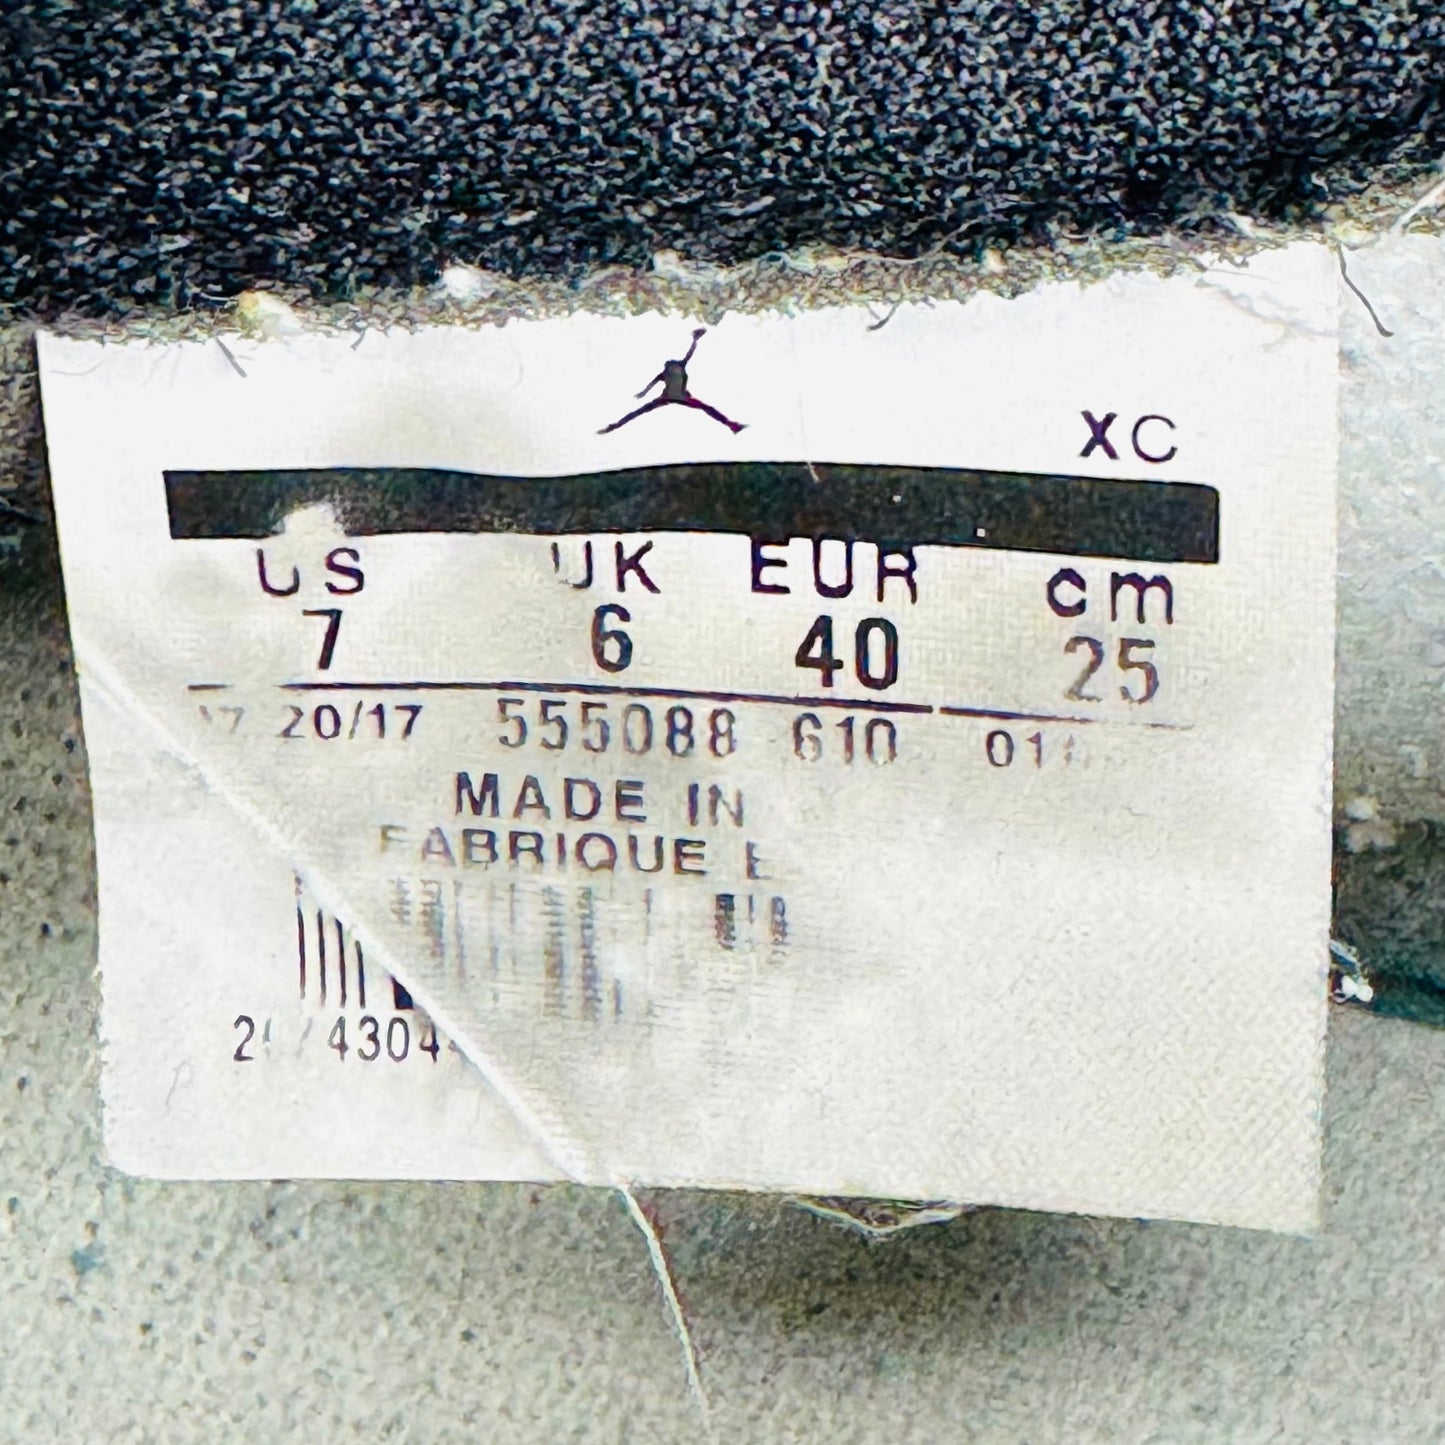 XC
US UK EUR cm
7 6 40 25
20/17 555088 610
MADE IN
FABRIQUE